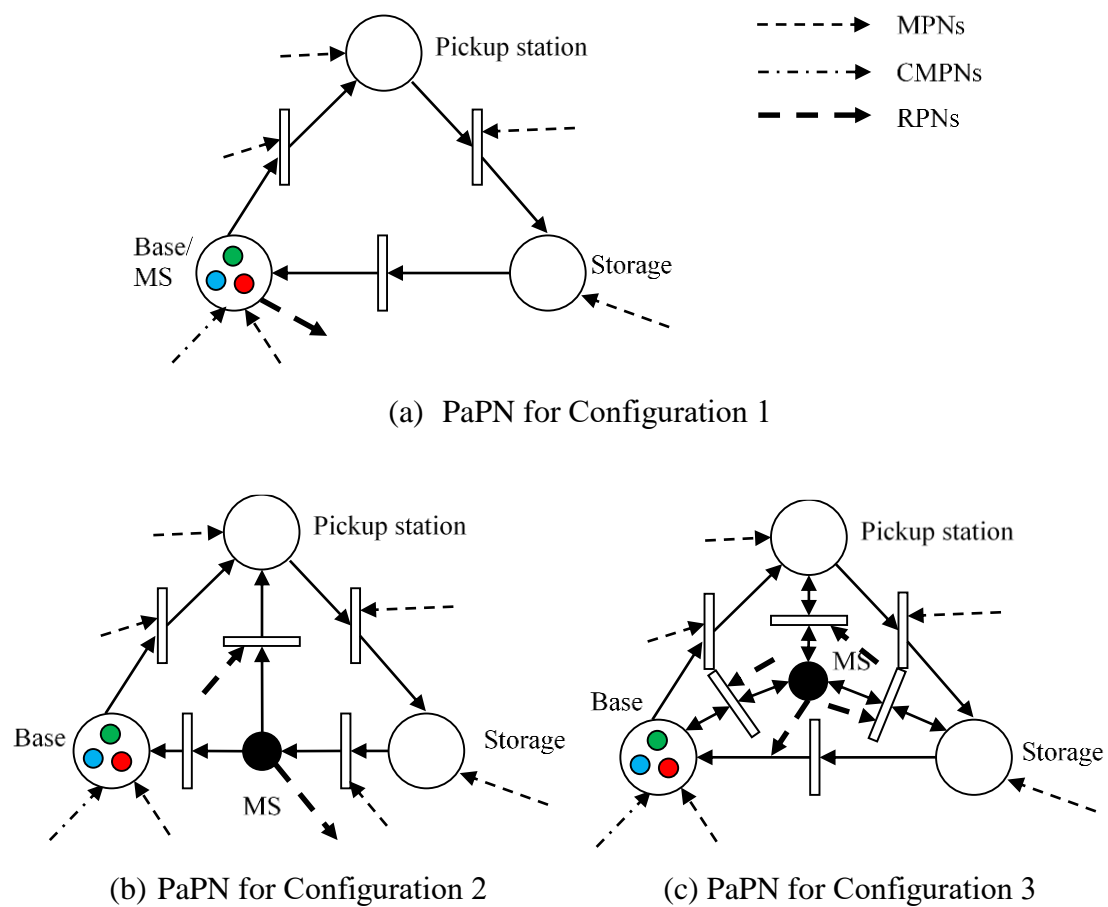 Pickup station
MPNs
CMPNs
RPNs
Base/
MS
Storage
(a) PaPN for Configuration 1
Pickup station
Base
MS
Storage
(b) PaPN for Configuration 2
Pickup station
MS
Base
Storage
(c) PaPN for Configuration 3